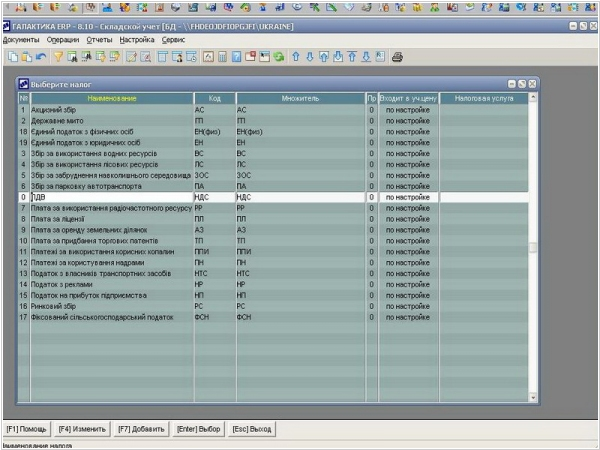 ГАЛАКТИКА ERP - 8.10 - Складской учет [БД - \\FHDEOJDFIOPGJFI\UKRAINE]
Документы Операции Отчеты Настройка Сервис
Выберите налог
№ Наименование Код Множитель Пр Входит в уч.цену Налоговая услуга
1 Акцизний збір АС АС 0 по настройке
2 Державне мито ГП ГП 0 по настройке
18 Єдиний податок з фізичних осіб ЕН(физ) ЕН(физ) 0 по настройке
19 Єдиний податок з юридичних осіб ЕН ЕН 0 по настройке
3 Збір за використання водних ресурсів ВС ВС 0 по настройке
4 Збір за використання лісових ресурсів ЛС ЛС 0 по настройке
5 Збір за забруднення навколишнього середовища ЗОС ЗОС 0 по настройке
6 Збір за парковку автотранспорта ПА ПА 0 по настройке
0 ПДВ НДС НДС 0 по настройке
7 Плата за використання радіочастотного ресурсу РР РР 0 по настройке
8 Плата за ліцензії ПЛ ПЛ 0 по настройке
9 Плата за оренду земельних ділянок АЗ АЗ 0 по настройке
10 Плата за придбання торгових патентів ТП ТП 0 по настройке
11 Платежі за використання корисних копалин ППИ ППИ 0 по настройке
12 Платежі за користування надрами ПН ПН 0 по настройке
13 Податок з власників транспортних засобів НТС НТС 0 по настройке
14 Податок з реклами НР НР 0 по настройке
15 Податок на прибуток підприємства НП НП 0 по настройке
16 Ринковий збір РС РС 0 по настройке
17 Фіксований сільськогосподарський податок ФСН ФСН 0 по настройке
[F1] Помощь [F4] Изменить [F7] Добавить [Enter] Выбор [Esc] Выход
Наименование налога